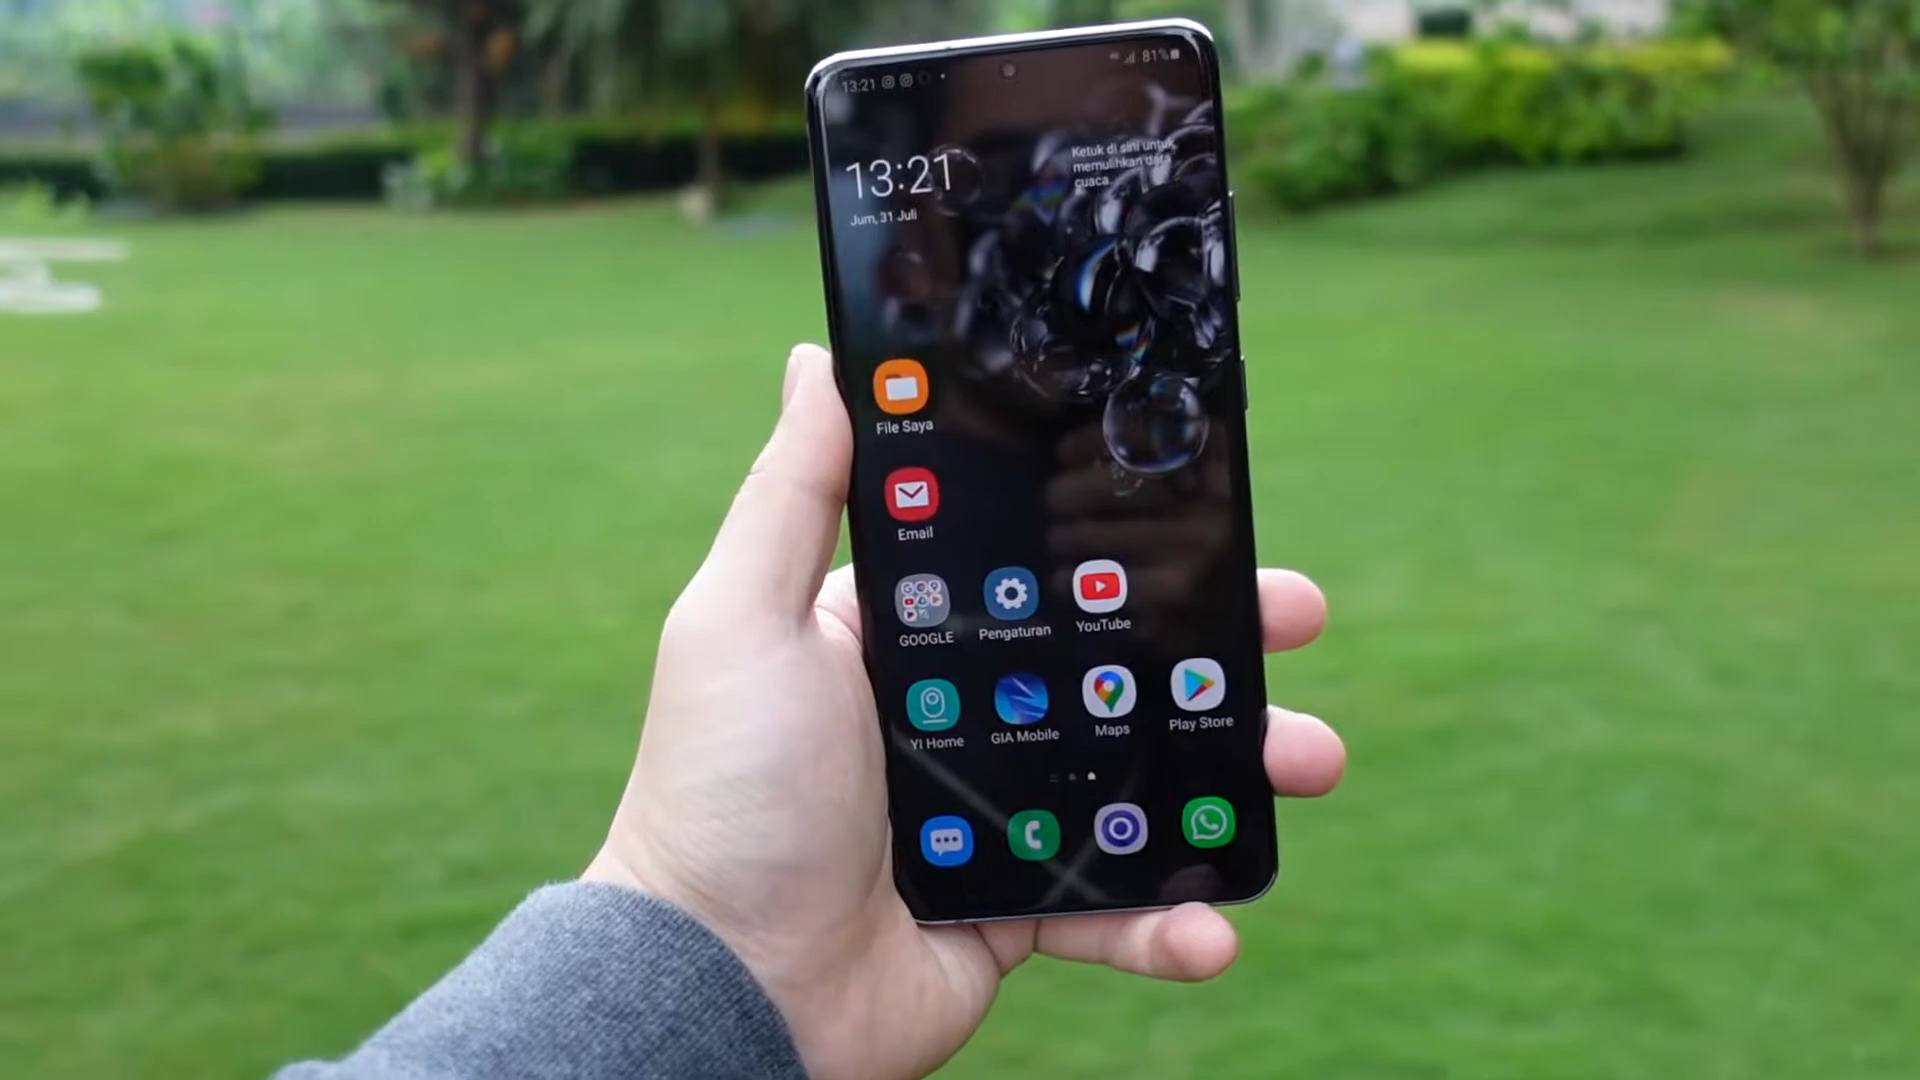 13:21
81%
13:21
Jum, 31 Juli
Ketuk di sini untuk
memulihkan data
cuaca.
File Saya
Email
GOOGLE
Pengaturan
YouTube
YI Home
GIA Mobile
Maps
Play Store